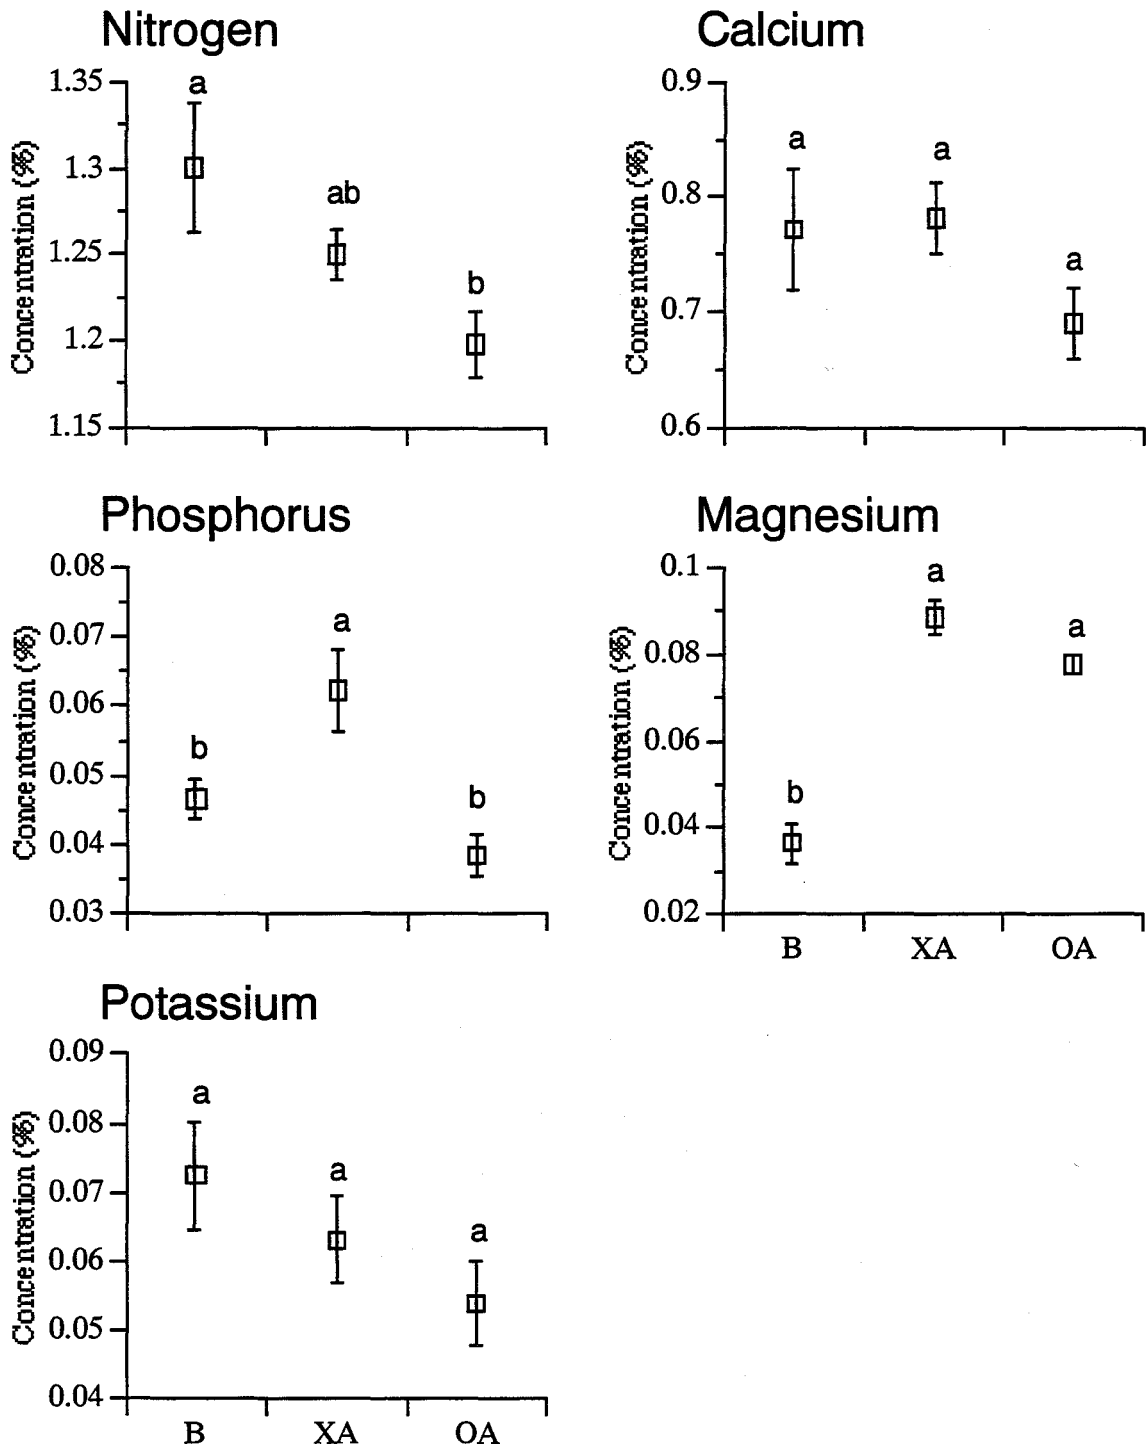 Nitrogen
Concentration (%)
1.35
1.3
1.25
1.2
1.15
a
ab
b
Calcium
Concentration (%)
0.9
0.8
0.7
0.6
a
a
a
Phosphorus
Concentration (%)
0.08
0.07
0.06
0.05
0.04
0.03
b
a
b
Magnesium
Concentration (%)
0.1
0.08
0.06
0.04
0.02
b
a
a
B XA OA
Potassium
Concentration (%)
0.09
0.08
0.07
0.06
0.05
0.04
a
a
a
B XA OA